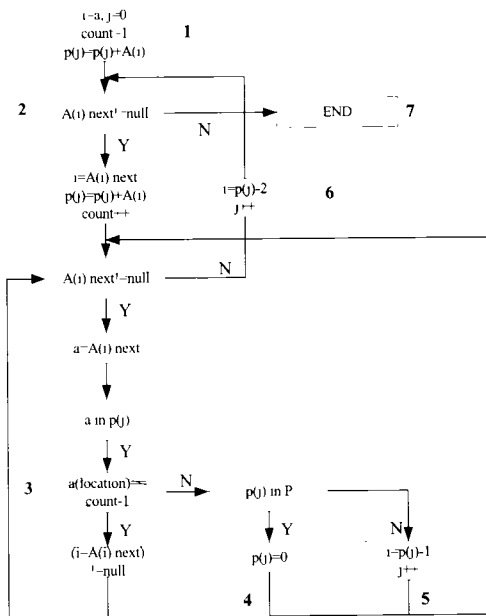 ı=a, j=0
count=1
p(j)=p(j)+A(ı)
1
2
A(ı) next'=null
N
END
7
Y
ı=A(ı) next
p(j)=p(j)+A(ı)
count++
ı=p(j)-2
j++
6
A(ı) next'=null
N
Y
a=A(ı) next
a in p(j)
Y
3
a(location)==
count-1
N
p(j) in P
Y
Y
N
(i=A(i) next)
'=null
p(j)=0
ı=p(j)-1
j++
4
5